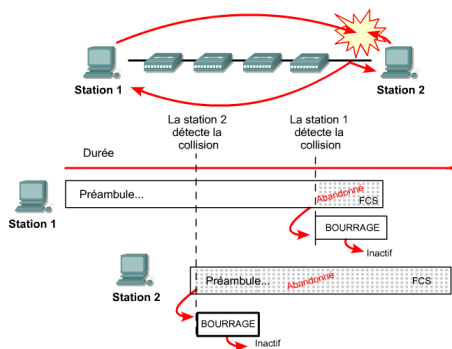 Station 1
Station 2
La station 2
détecte la
collision
La station 1
détecte la
collision
Durée
Préambule...
Abandonné
FCS
Station 1
BOURRAGE
Inactif
Préambule...
Abandonné
FCS
Station 2
BOURRAGE
Inactif